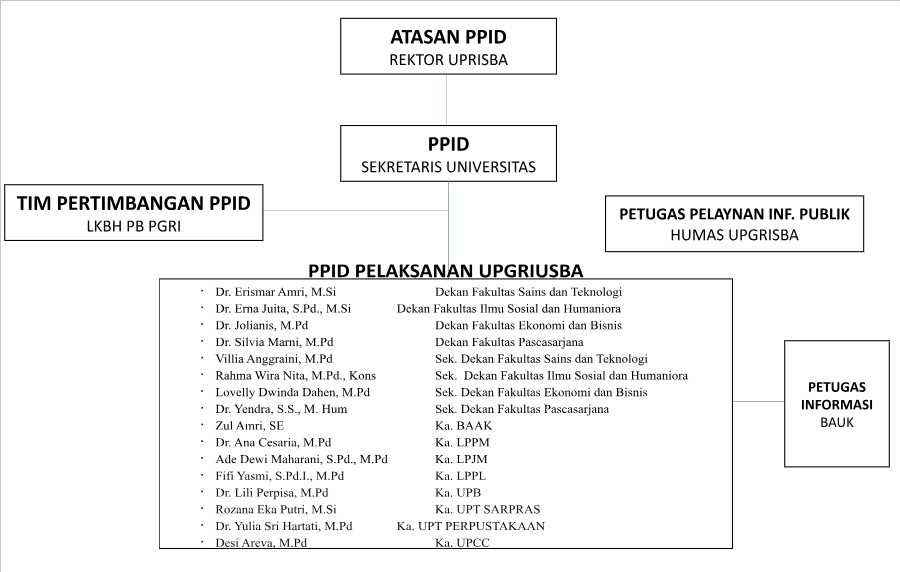 ATASAN PPID
REKTOR UPRISBA
PPID
SEKRETARIS UNIVERSITAS
TIM PERTIMBANGAN PPID
LKBH PB PGRI
PETUGAS PELAYNAN INF. PUBLIK
HUMAS UPGRISBA
PPID PELAKSANAN UPGRIUSBA
· Dr. Erismar Amri, M.Si Dekan Fakultas Sains dan Teknologi
· Dr. Erna Juita, S.Pd., M.Si Dekan Fakultas Ilmu Sosial dan Humaniora
· Dr. Jolianis, M.Pd Dekan Fakultas Ekonomi dan Bisnis
· Dr. Silvia Marni, M.Pd Dekan Fakultas Pascasarjana
· Villia Anggraini, M.Pd Sek. Dekan Fakultas Sains dan Teknologi
· Rahma Wira Nita, M.Pd., Kons Sek. Dekan Fakultas Ilmu Sosial dan Humaniora
· Lovelly Dwinda Dahen, M.Pd Sek. Dekan Fakultas Ekonomi dan Bisnis
· Dr. Yendra, S.S., M. Hum Sek. Dekan Fakultas Pascasarjana
· Zul Amri, SE Ka. BAAK
· Dr. Ana Cesaria, M.Pd Ka. LPPM
· Ade Dewi Maharani, S.Pd., M.Pd Ka. LPJM
· Fifi Yasmi, S.Pd.I., M.Pd Ka. LPPL
· Dr. Lili Perpisa, M.Pd Ka. UPB
· Rozana Eka Putri, M.Si Ka. UPT SARPRAS
· Dr. Yulia Sri Hartati, M.Pd Ka. UPT PERPUSTAKAAN
· Desi Areva, M.Pd Ka. UPCC
PETUGAS
INFORMASI
BAUK